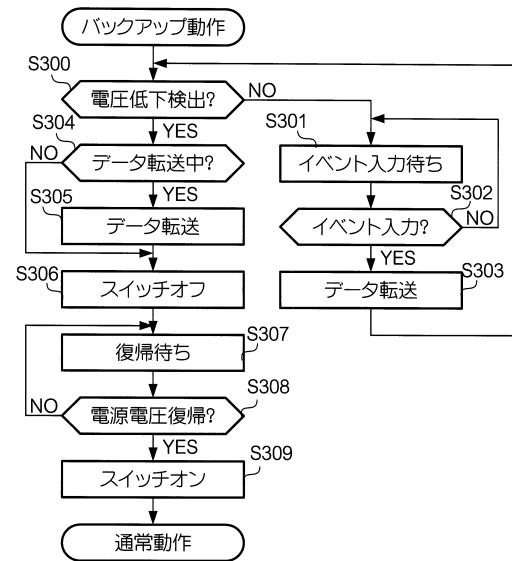 バックアップ動作
S300
電圧低下検出?
NO
YES
S304
データ転送中?
NO
YES
S305
データ転送
S306
スイッチオフ
S307
復帰待ち
S308
電源電圧復帰?
NO
YES
S309
スイッチオン
通常動作
S301
イベント入力待ち
S302
イベント入力?
NO
YES
S303
データ転送